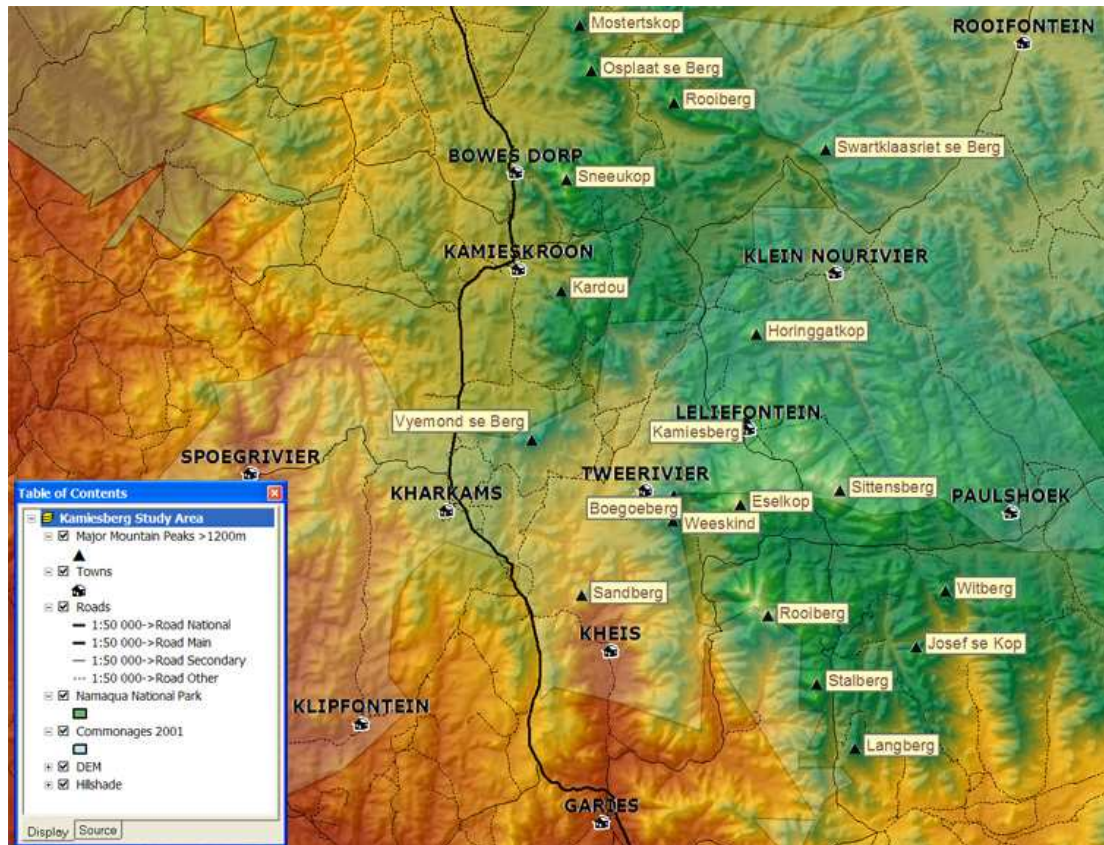 Mostertskop
ROOIFONTEIN
Osplaat se Berg
Rooiberg
Swartklaasriet se Berg
BOWES DORP
Sneeukop
KAMIESKROON
KLEIN NOURIVIER
Kardou
Horinggatkop
LELIEFONTEIN
Vyemond se Berg
Kamiesberg
SPOEGRIVIER
TWEERIVIER
KHARKAMS
Sittensberg
PAULSHOEK
Boegoeberg
Eselkop
Weeskind
Sandberg
Witberg
Rooiberg
KHEIS
Josef se Kop
Stalberg
KLIPFONTEIN
Langberg
GARIES
Table of Contents
Kamiesberg Study Area
Major Mountain Peaks >1200m
Towns
Roads
1:50 000->Road National
1:50 000->Road Main
1:50 000->Road Secondary
1:50 000->Road Other
Namaqua National Park
Commonages 2001
DEM
Hillshade
Display Source